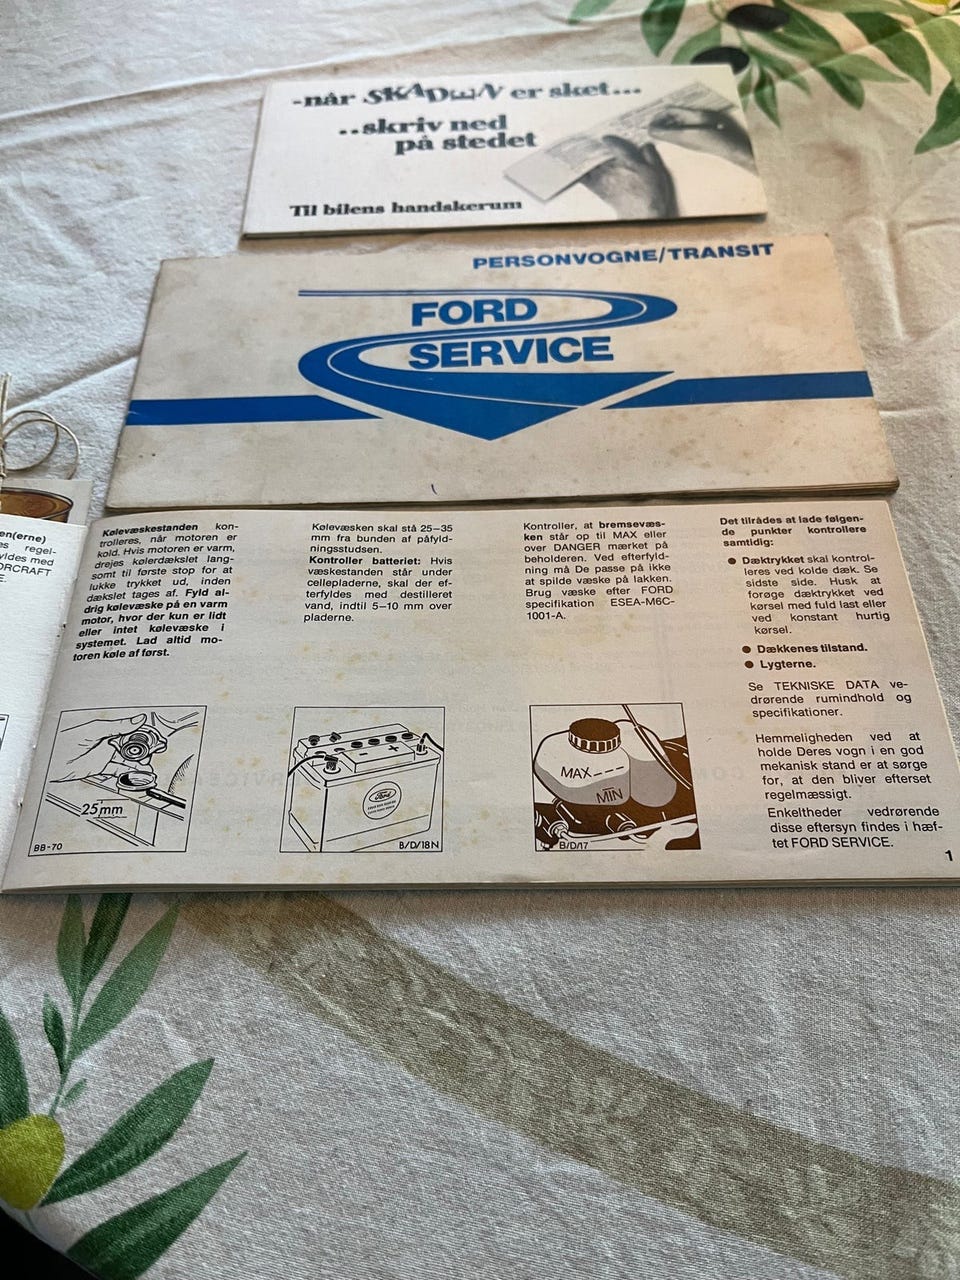 -når SKADEN er sket...
..skriv ned
på stedet
Til bilens handskerum
PERSONVOGNE/TRANSIT
FORD
SERVICE
en(erne)
regel-
yldes med
ORCRAFT
E.
Kølevæskestanden kon-
trolleres, når motoren er
kold. Hvis motoren er varm,
drejes kølerdækslet lang-
somt til første stop for at
lukke trykket ud, inden
dækslet tages af. Fyld al-
drig kølevæske på en varm
motor, hvor der kun er lidt
eller intet kølevæske i
systemet. Lad altid mo-
toren køle af først.
25mm
BB-70
Kølevæsken skal stå 25–35
mm fra bunden af påfyld-
ningsstudsen.
Kontroller batteriet: Hvis
væskestanden står under
cellepladerne, skal der ef-
terfyldes med destilleret
vand, indtil 5–10 mm over
pladerne.
Ford
B/D/18N
Kontroller, at bremsevæs-
ken står op til MAX eller
over DANGER mærket på
beholderen. Ved efterfyld-
ning må De passe på ikke
at spilde væske på lakken.
Brug væske efter FORD
specifikation ESEA-M6C-
1001-A.
MAX
MIN
B/D/17
Det tilrådes at lade følgen-
de punkter kontrollere
samtidig:
● Dæktrykket skal kontrol-
leres ved kolde dæk. Se
sidste side. Husk at
forøge dæktrykket ved
kørsel med fuld last eller
ved konstant hurtig
kørsel.
● Dækkenes tilstand.
● Lygterne.
Se TEKNISKE DATA ve-
drørende rumindhold og
specifikationer.
Hemmeligheden ved at
holde Deres vogn i en god
mekanisk stand er at sørge
for, at den bliver efterset
regelmæssigt.
Enkeltheder vedrørende
disse eftersyn findes i hæf-
tet FORD SERVICE.
1